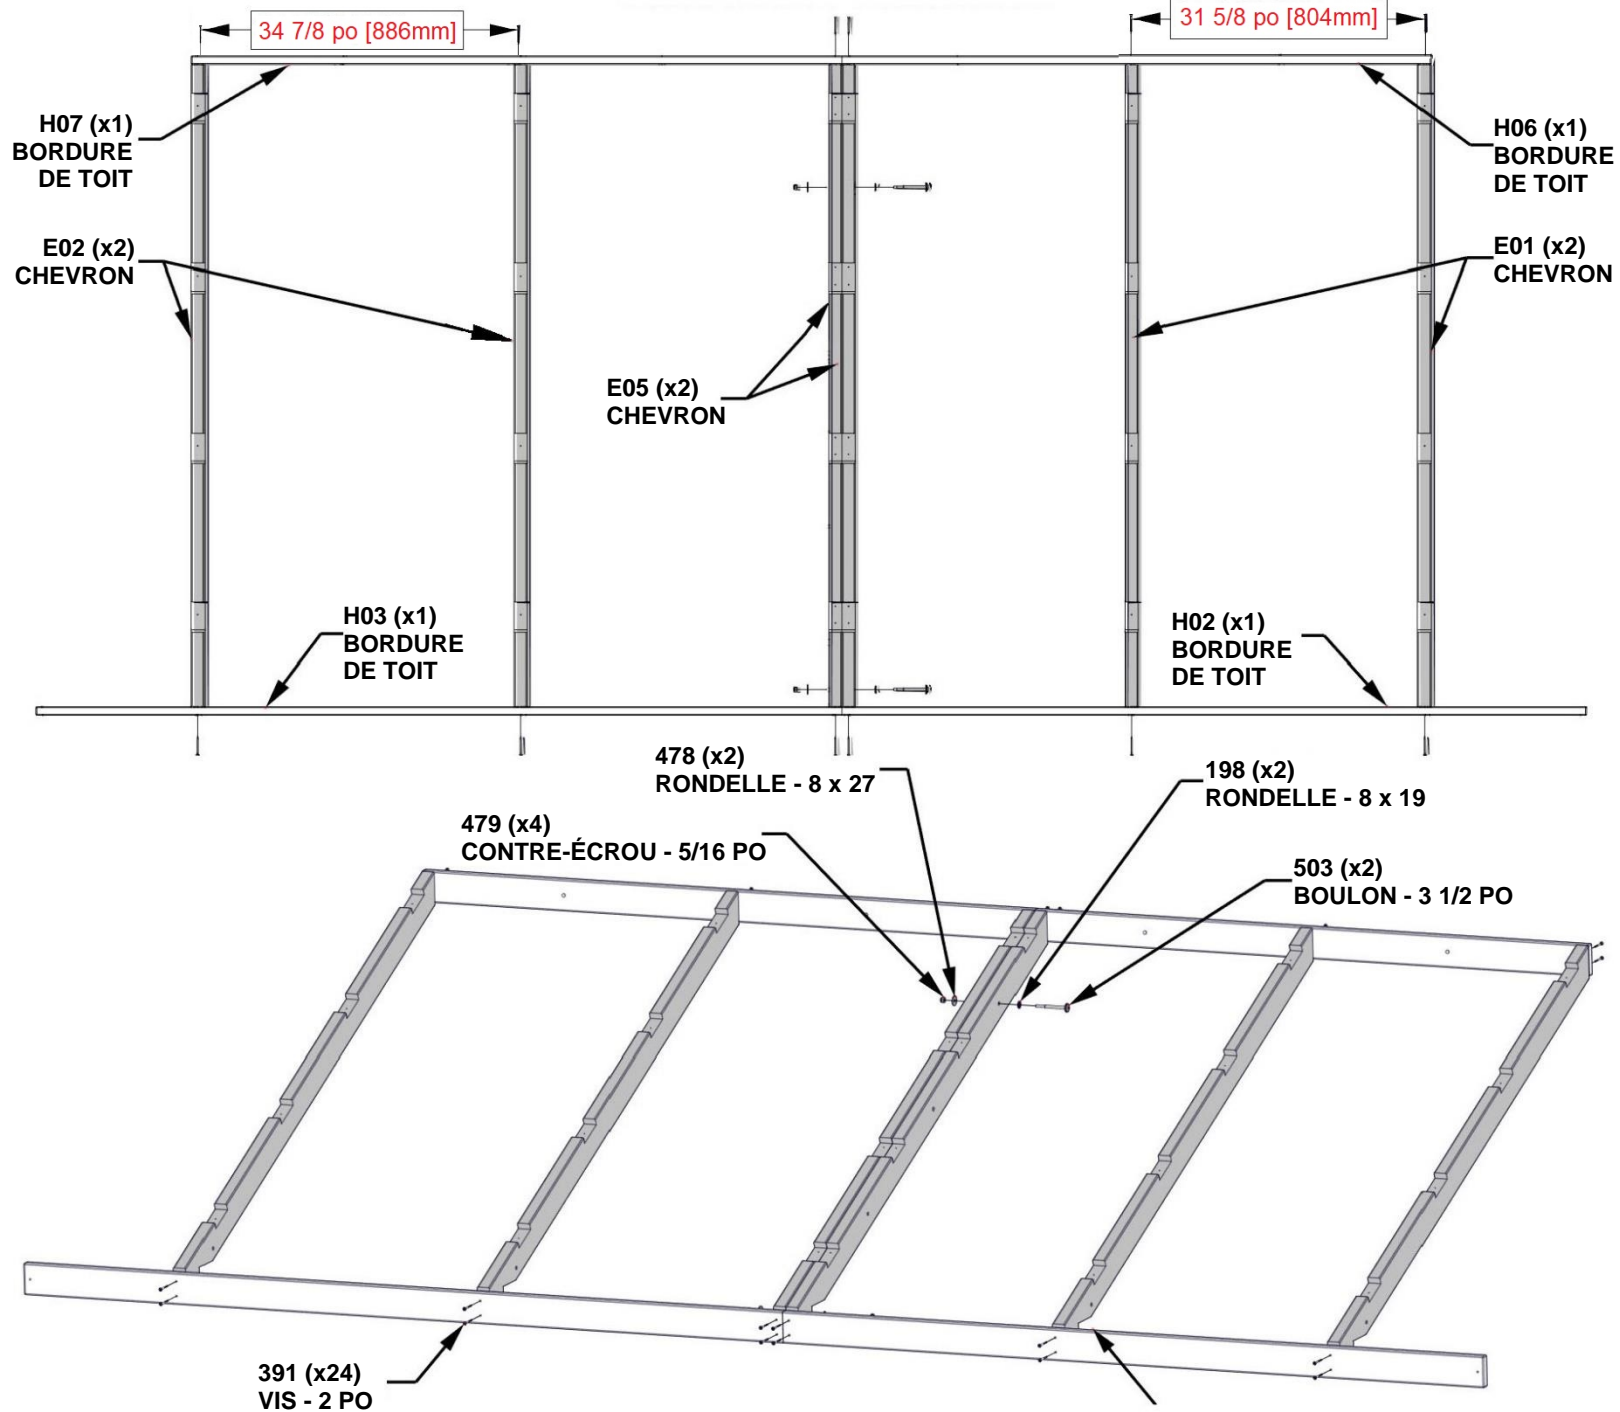 34 7/8 po [886mm]
31 5/8 po [804mm]
H07 (x1)
BORDURE
DE TOIT
H06 (x1)
BORDURE
DE TOIT
E02 (x2)
CHEVRON
E01 (x2)
CHEVRON
E05 (x2)
CHEVRON
H03 (x1)
BORDURE
DE TOIT
H02 (x1)
BORDURE
DE TOIT
478 (x2)
RONDELLE - 8 x 27
198 (x2)
RONDELLE - 8 x 19
479 (x4)
CONTRE-ÉCROU - 5/16 PO
503 (x2)
BOULON - 3 1/2 PO
391 (x24)
VIS - 2 PO